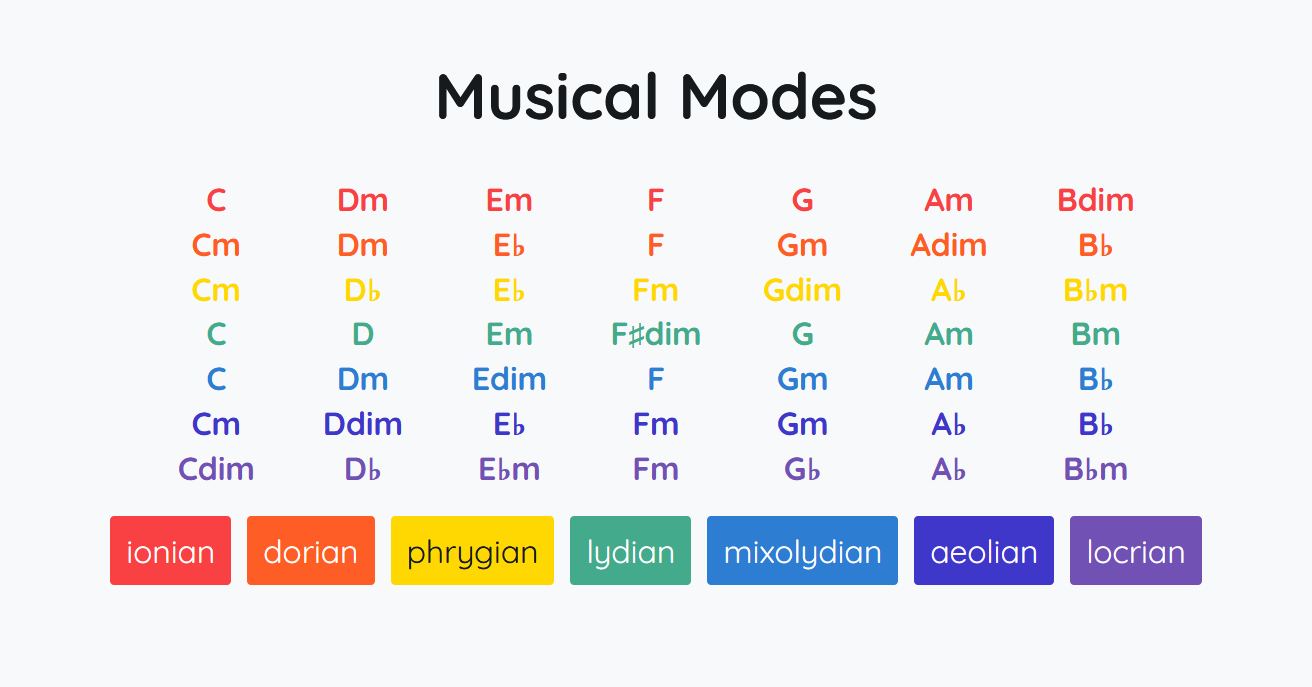 Musical Modes
C Dm Em F G Am Bdim
Cm Dm E♭ F Gm Adim B♭
Cm D♭ E♭ Fm Gdim A♭ B♭m
C D Em F♯dim G Am Bm
C Dm Edim F Gm Am B♭
Cm Ddim E♭ Fm Gm A♭ B♭
Cdim D♭ E♭m Fm G♭ A♭ B♭m
ionian dorian phrygian lydian mixolydian aeolian locrian